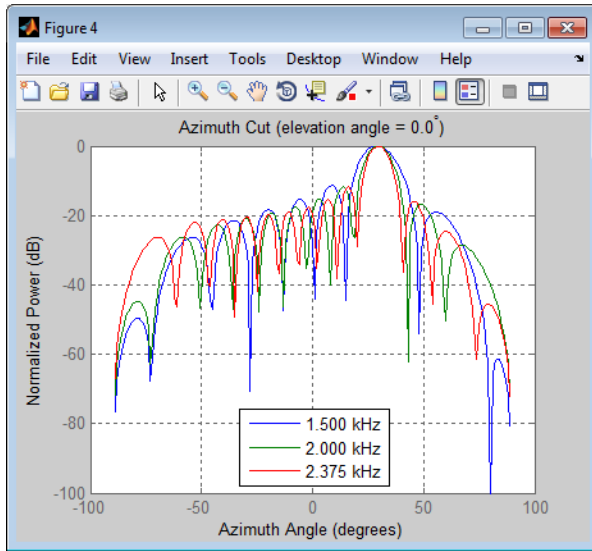 Figure 4
File Edit View Insert Tools Desktop Window Help
Azimuth Cut (elevation angle = 0.0°)
Normalized Power (dB)
0
-20
-40
-60
-80
-100
1.500 kHz
2.000 kHz
2.375 kHz
-100 -50 0 50 100
Azimuth Angle (degrees)